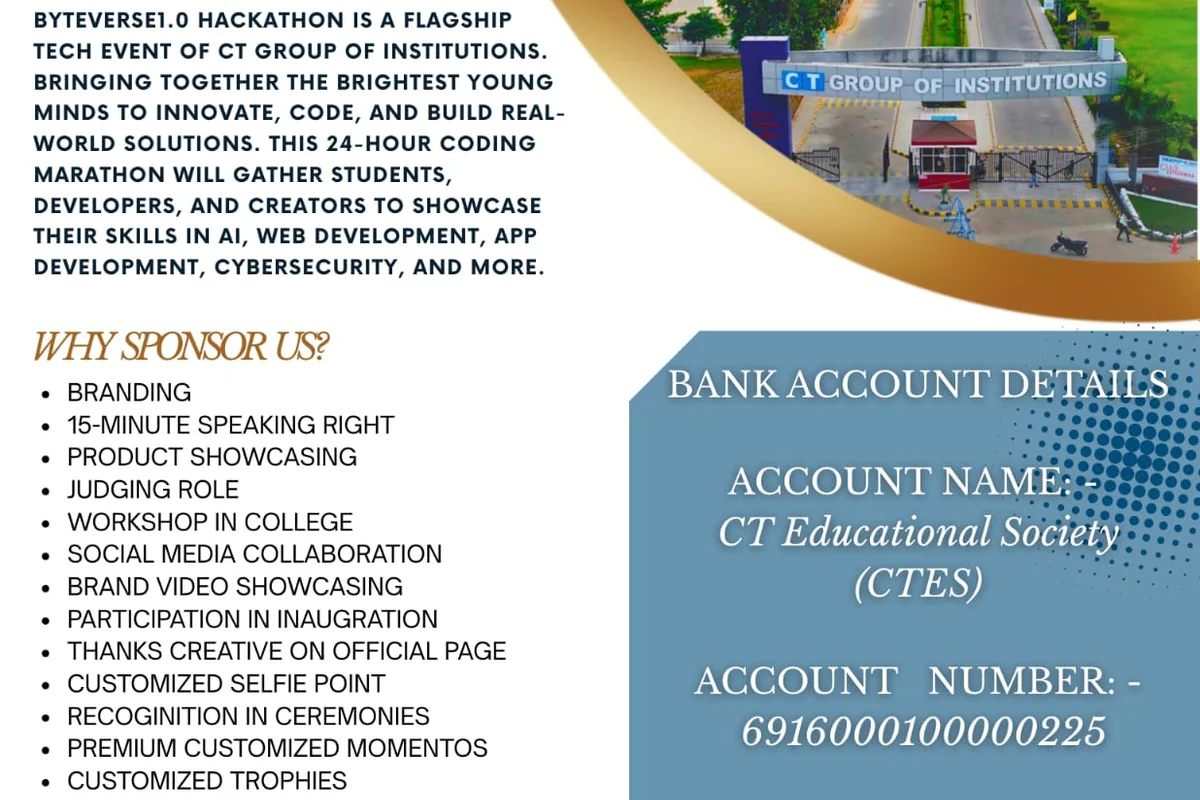 BYTEVERSE1.0 HACKATHON IS A FLAGSHIP
TECH EVENT OF CT GROUP OF INSTITUTIONS.
BRINGING TOGETHER THE BRIGHTEST YOUNG
MINDS TO INNOVATE, CODE, AND BUILD REAL-
WORLD SOLUTIONS. THIS 24-HOUR CODING
MARATHON WILL GATHER STUDENTS,
DEVELOPERS, AND CREATORS TO SHOWCASE
THEIR SKILLS IN AI, WEB DEVELOPMENT, APP
DEVELOPMENT, CYBERSECURITY, AND MORE.
CT GROUP OF INSTITUTIONS
WHY SPONSOR US?
• BRANDING
• 15-MINUTE SPEAKING RIGHT
• PRODUCT SHOWCASING
• JUDGING ROLE
• WORKSHOP IN COLLEGE
• SOCIAL MEDIA COLLABORATION
• BRAND VIDEO SHOWCASING
• PARTICIPATION IN INAUGRATION
• THANKS CREATIVE ON OFFICIAL PAGE
• CUSTOMIZED SELFIE POINT
• RECOGINITION IN CEREMONIES
• PREMIUM CUSTOMIZED MOMENTOS
• CUSTOMIZED TROPHIES
BANK ACCOUNT DETAILS
ACCOUNT NAME: -
CT Educational Society
(CTES)
ACCOUNT NUMBER: -
6916000100000225